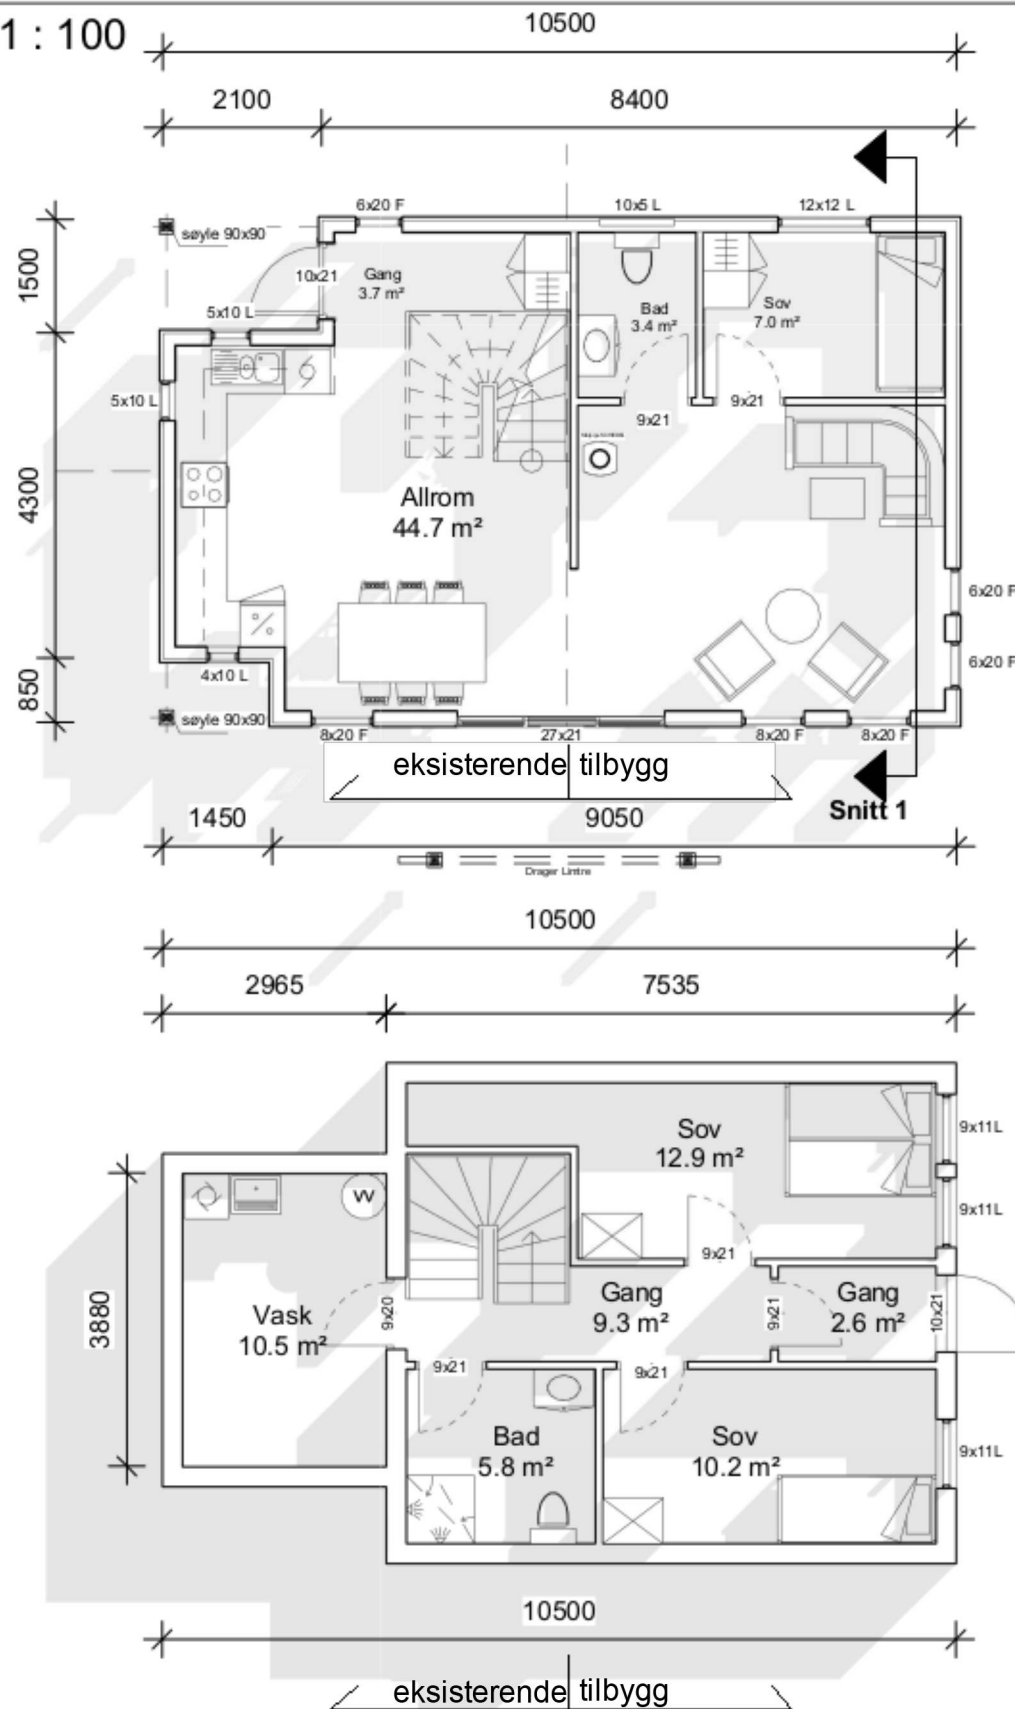 1 : 100
10500
2100
8400
6x20 F
10x5 L
12x12 L
søyle 90x90
10x21
Gang
3.7 m²
Bad
3.4 m²
Sov
7.0 m²
1500
5x10 L
5x10 L
9x21
9x21
4300
Allrom
44.7 m²
6x20 F
6x20 F
850
4x10 L
søyle 90x90
8x20 F
27x21
8x20 F
8x20 F
eksisterende tilbygg
Snitt 1
1450
9050
Drager Limtre
10500
2965
7535
Sov
12.9 m²
9x11L
W
9x11L
9x21
3880
Vask
10.5 m²
9x20
Gang
9.3 m²
9x21
Gang
2.6 m²
10x21
9x21
9x21
Bad
5.8 m²
Sov
10.2 m²
9x11L
10500
eksisterende tilbygg